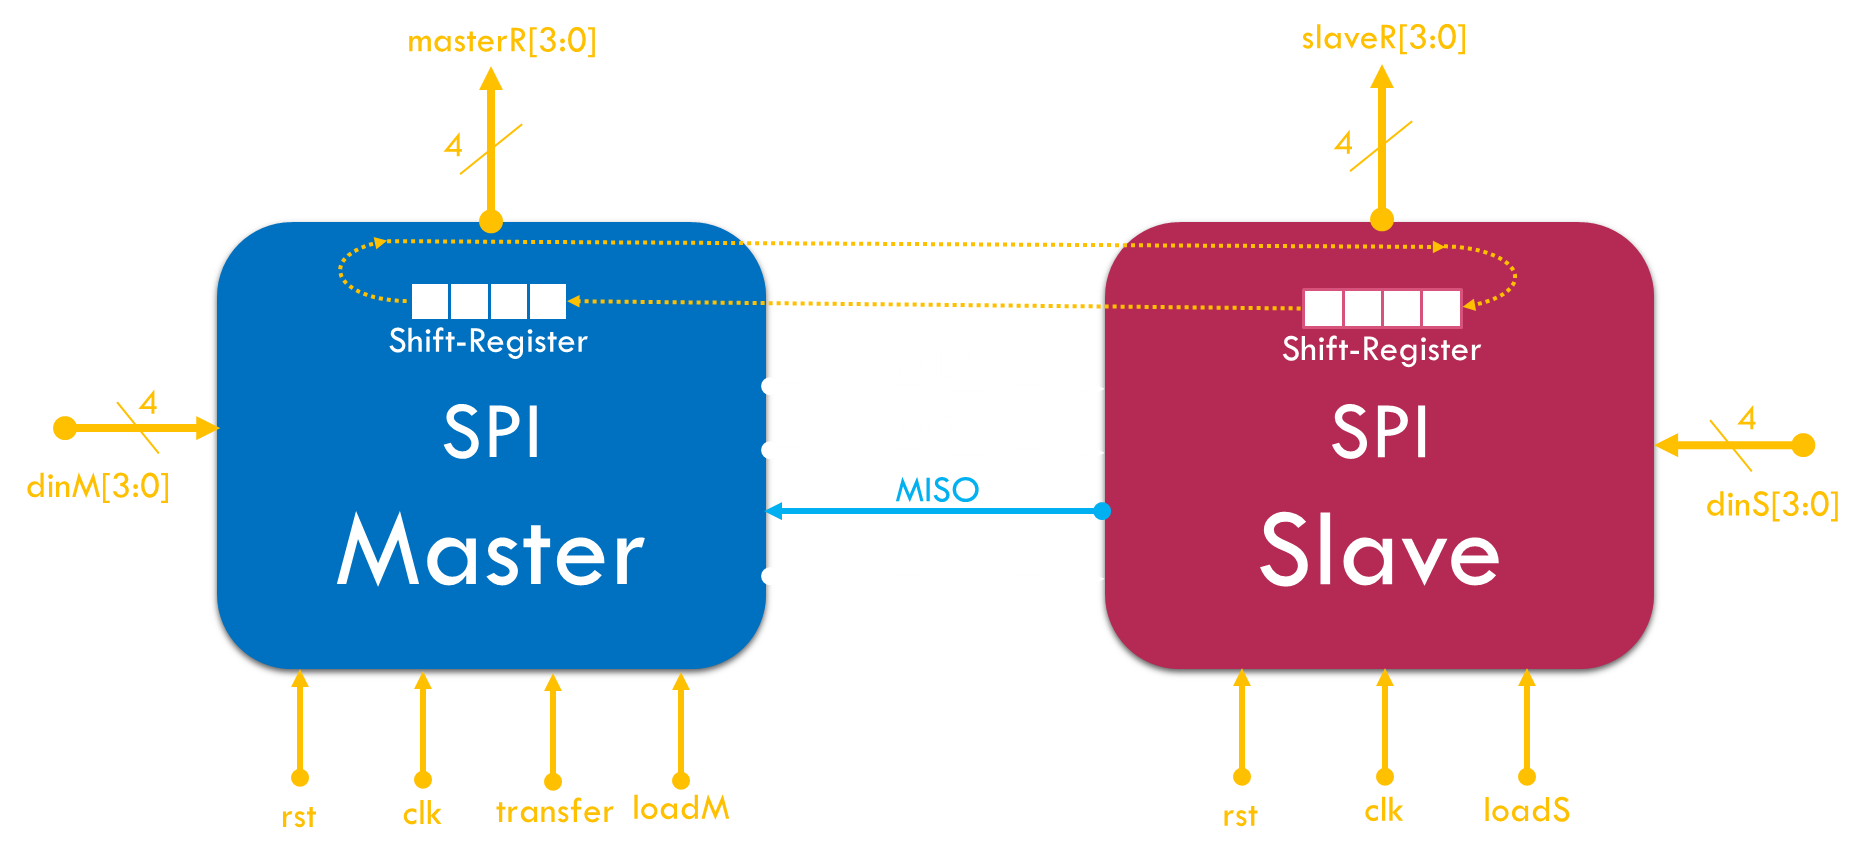 masterR[3:0]
slaveR[3:0]
4
4
Shift-Register
Shift-Register
4
SPI
SPI
4
dinM[3:0]
MISO
dinS[3:0]
Master
Slave
rst
clk
transfer
loadM
rst
clk
loadS